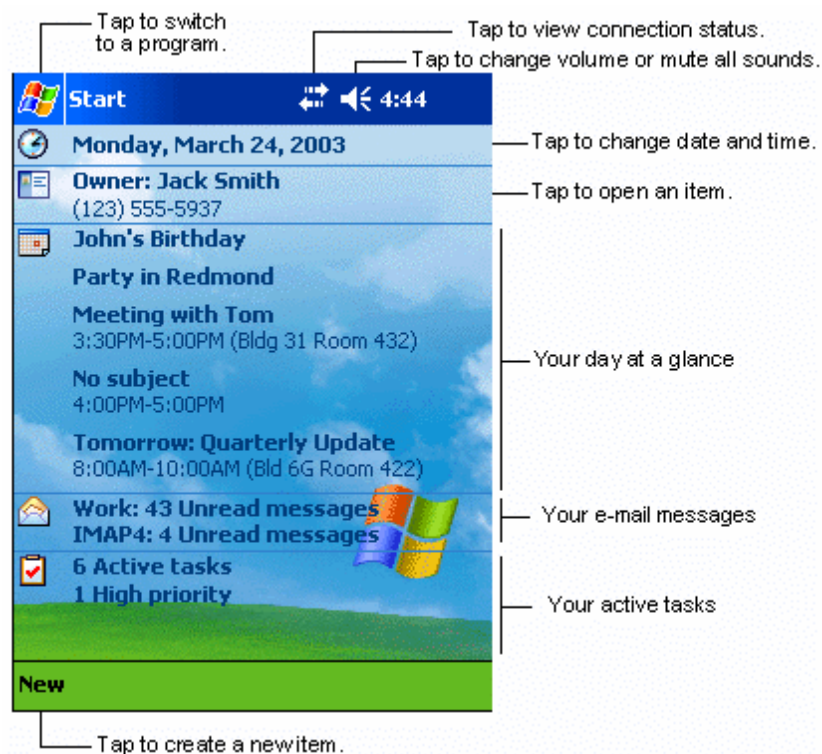 Tap to switch
to a program.
Tap to view connection status.
Tap to change volume or mute all sounds.
Start
4:44
Monday, March 24, 2003
Tap to change date and time.
Owner: Jack Smith
(123) 555-5937
Tap to open an item.
John's Birthday
Party in Redmond
Meeting with Tom
3:30PM-5:00PM (Bldg 31 Room 432)
No subject
4:00PM-5:00PM
Tomorrow: Quarterly Update
8:00AM-10:00AM (Bld 6G Room 422)
Your day at a glance
Work: 43 Unread messages
IMAP4: 4 Unread messages
Your e-mail messages
6 Active tasks
1 High priority
Your active tasks
New
Tap to create a new item.